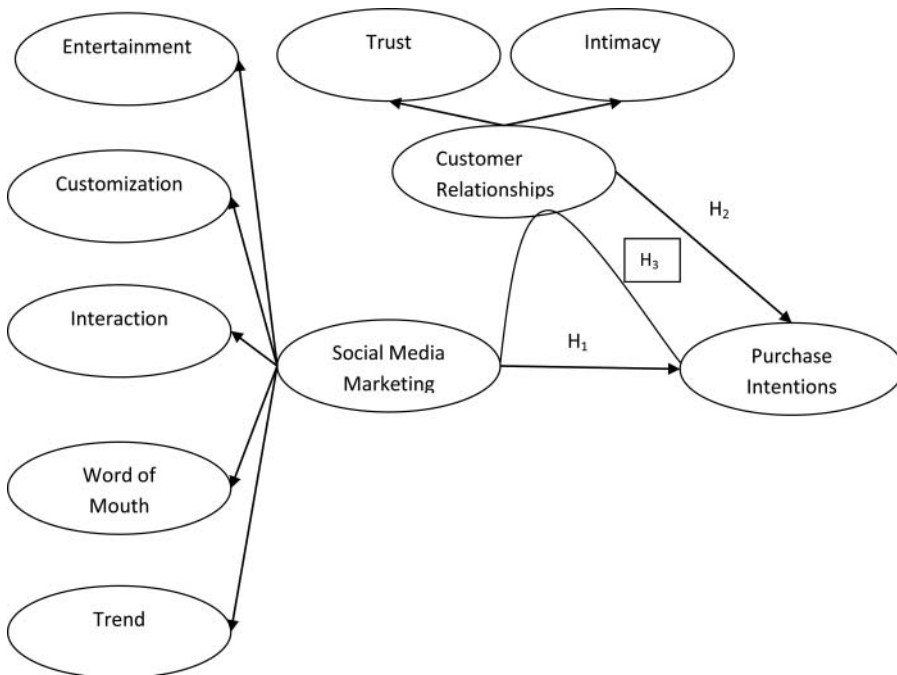 Entertainment
Trust
Intimacy
Customization
Customer
Relationships
H₂
H₃
Interaction
Social Media
Marketing
H₁
Purchase
Intentions
Word of
Mouth
Trend